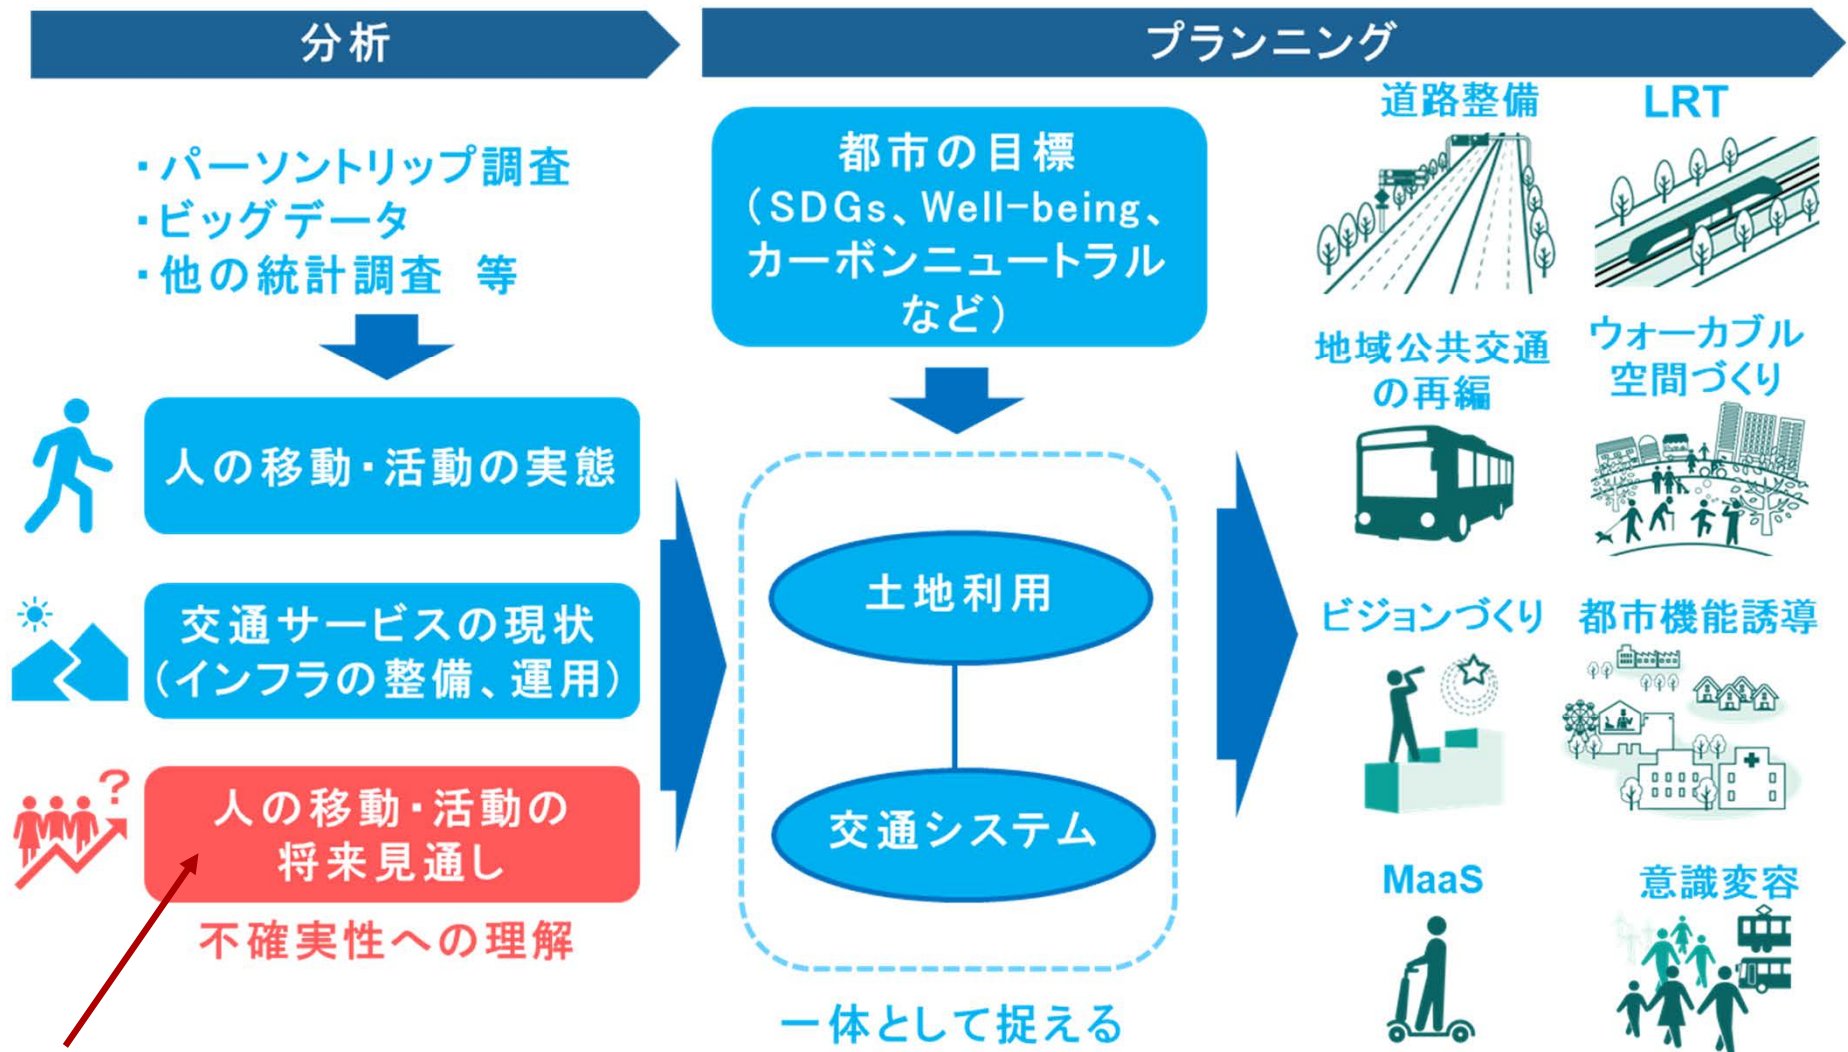 分析
プランニング
・パーソントリップ調査
・ビッグデータ
・他の統計調査 等
人の移動・活動の実態
交通サービスの現状
（インフラの整備、運用）
?
人の移動・活動の
将来見通し
不確実性への理解
都市の目標
（SDGs、Well-being、
カーボンニュートラル
など）
土地利用
交通システム
一体として捉える
道路整備
LRT
地域公共交通
の再編
ウォーカブル
空間づくり
ビジョンづくり
都市機能誘導
MaaS
意識変容